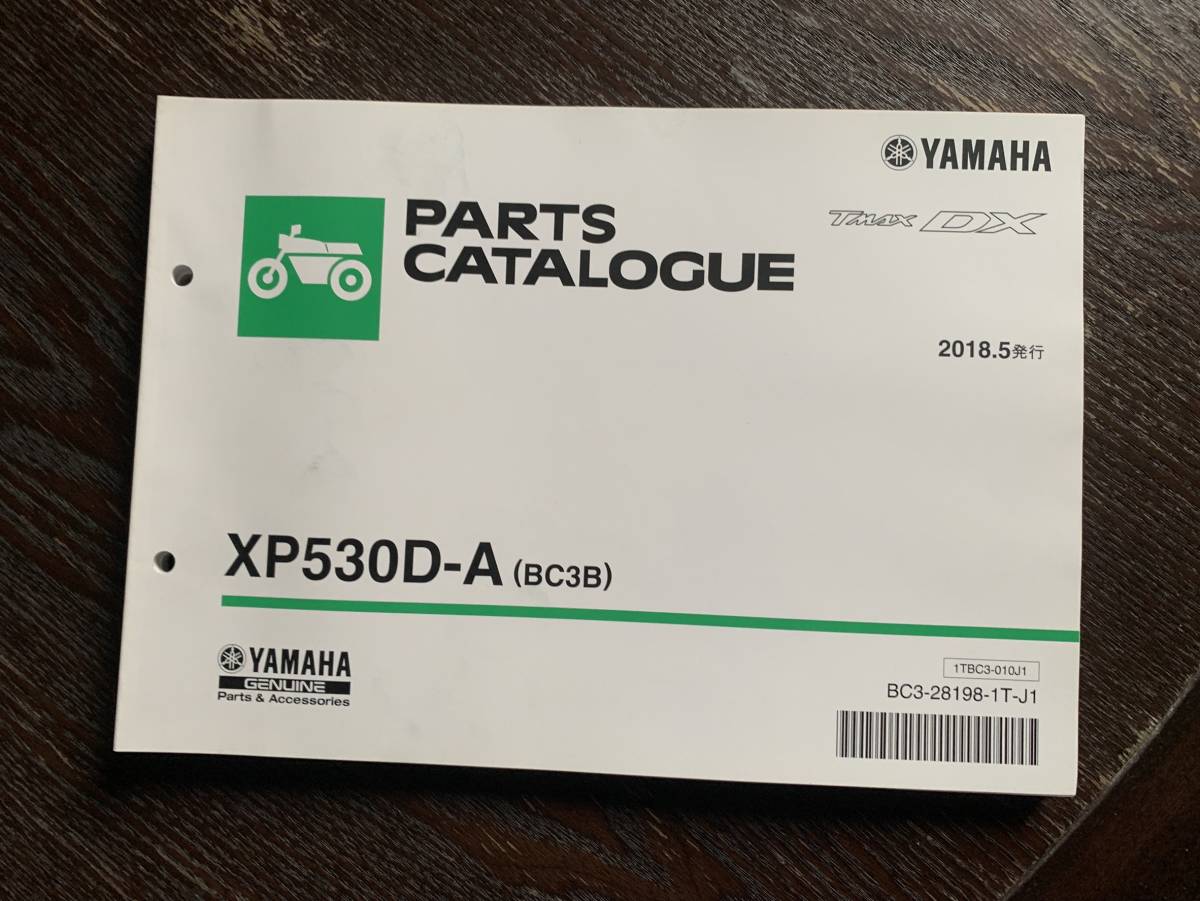 YAMAHA
PARTS
CATALOGUE
TMAX DX
2018.5発行
XP530D-A (BC3B)
YAMAHA
GENUINE
Parts & Accessories
1TBC3-010J1
BC3-28198-1T-J1